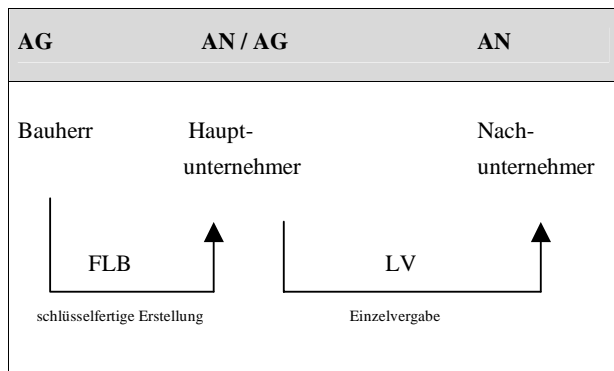 AG AN / AG AN
Bauherr Haupt- Nach-
unternehmer unternehmer
FLB LV
schlüsselfertige Erstellung Einzelvergabe